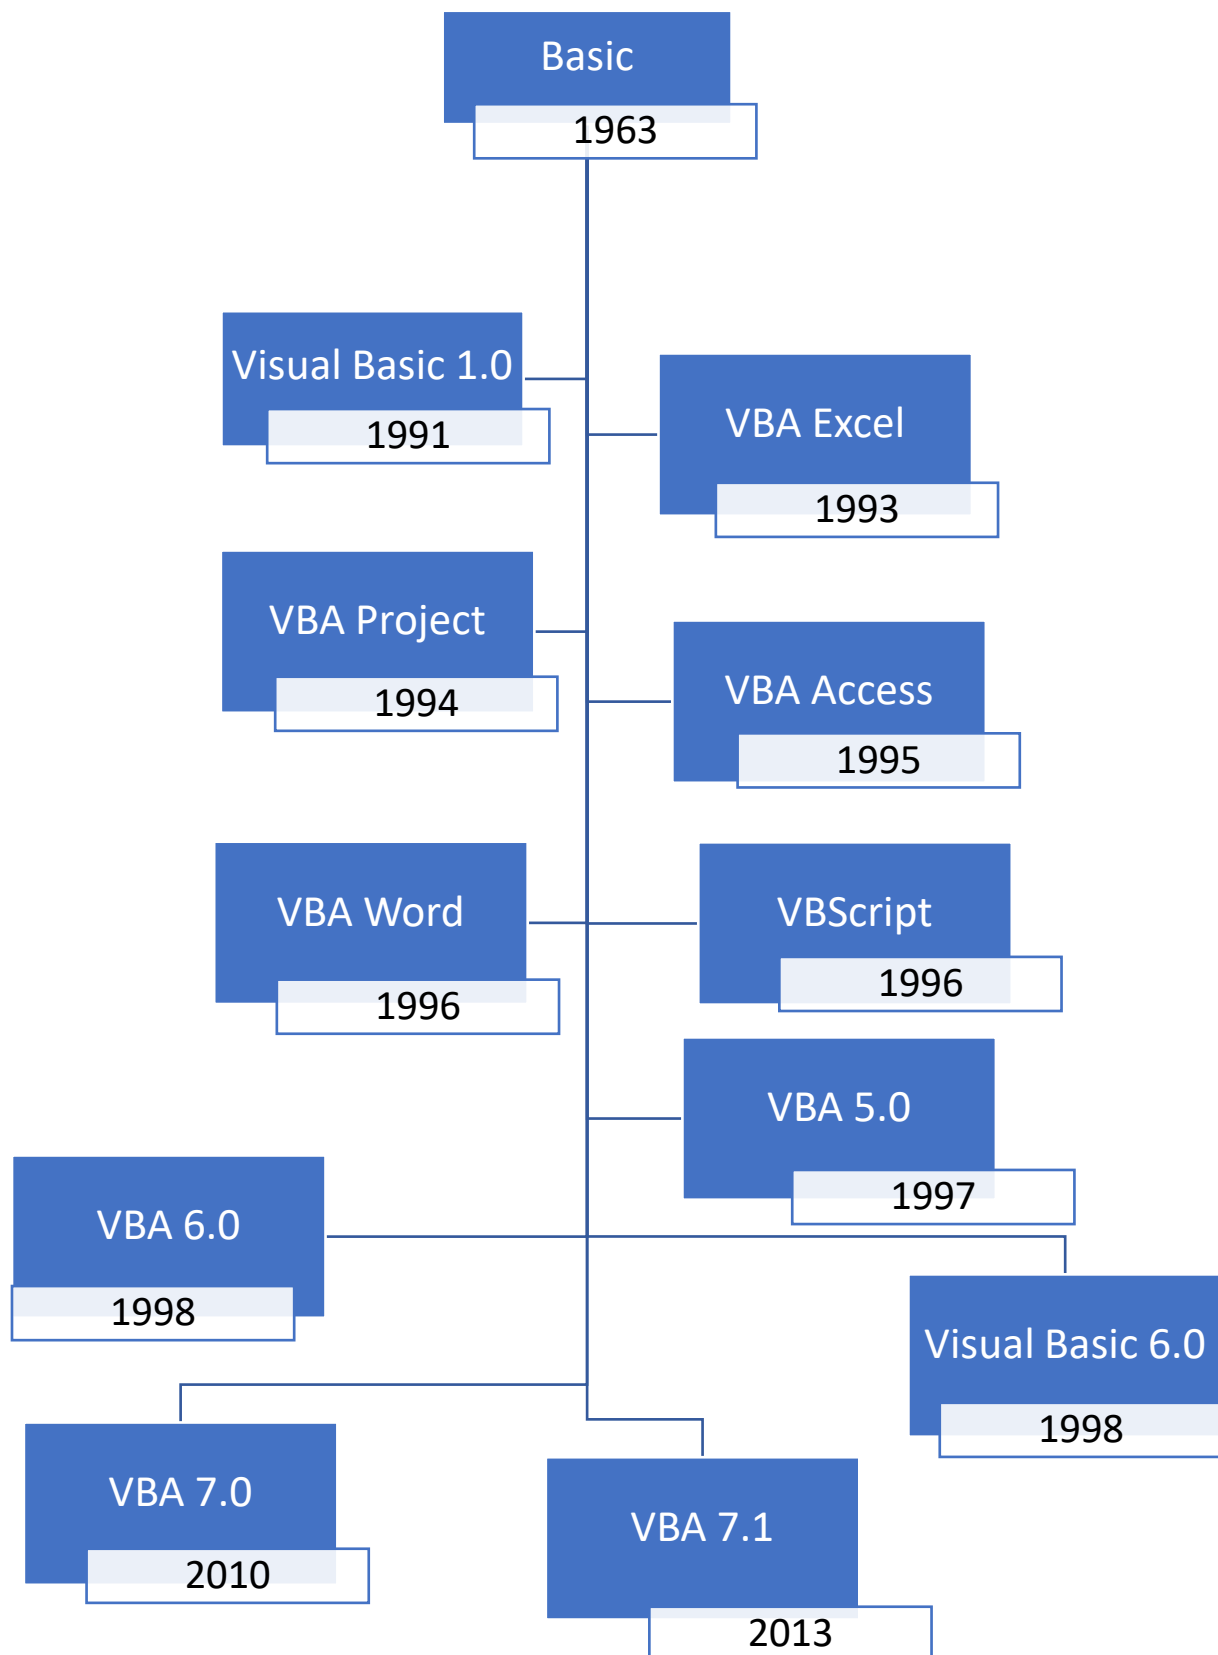 Basic
1963
Visual Basic 1.0
1991
VBA Excel
1993
VBA Project
1994
VBA Access
1995
VBA Word
1996
VBScript
1996
VBA 5.0
1997
VBA 6.0
1998
Visual Basic 6.0
1998
VBA 7.0
2010
VBA 7.1
2013